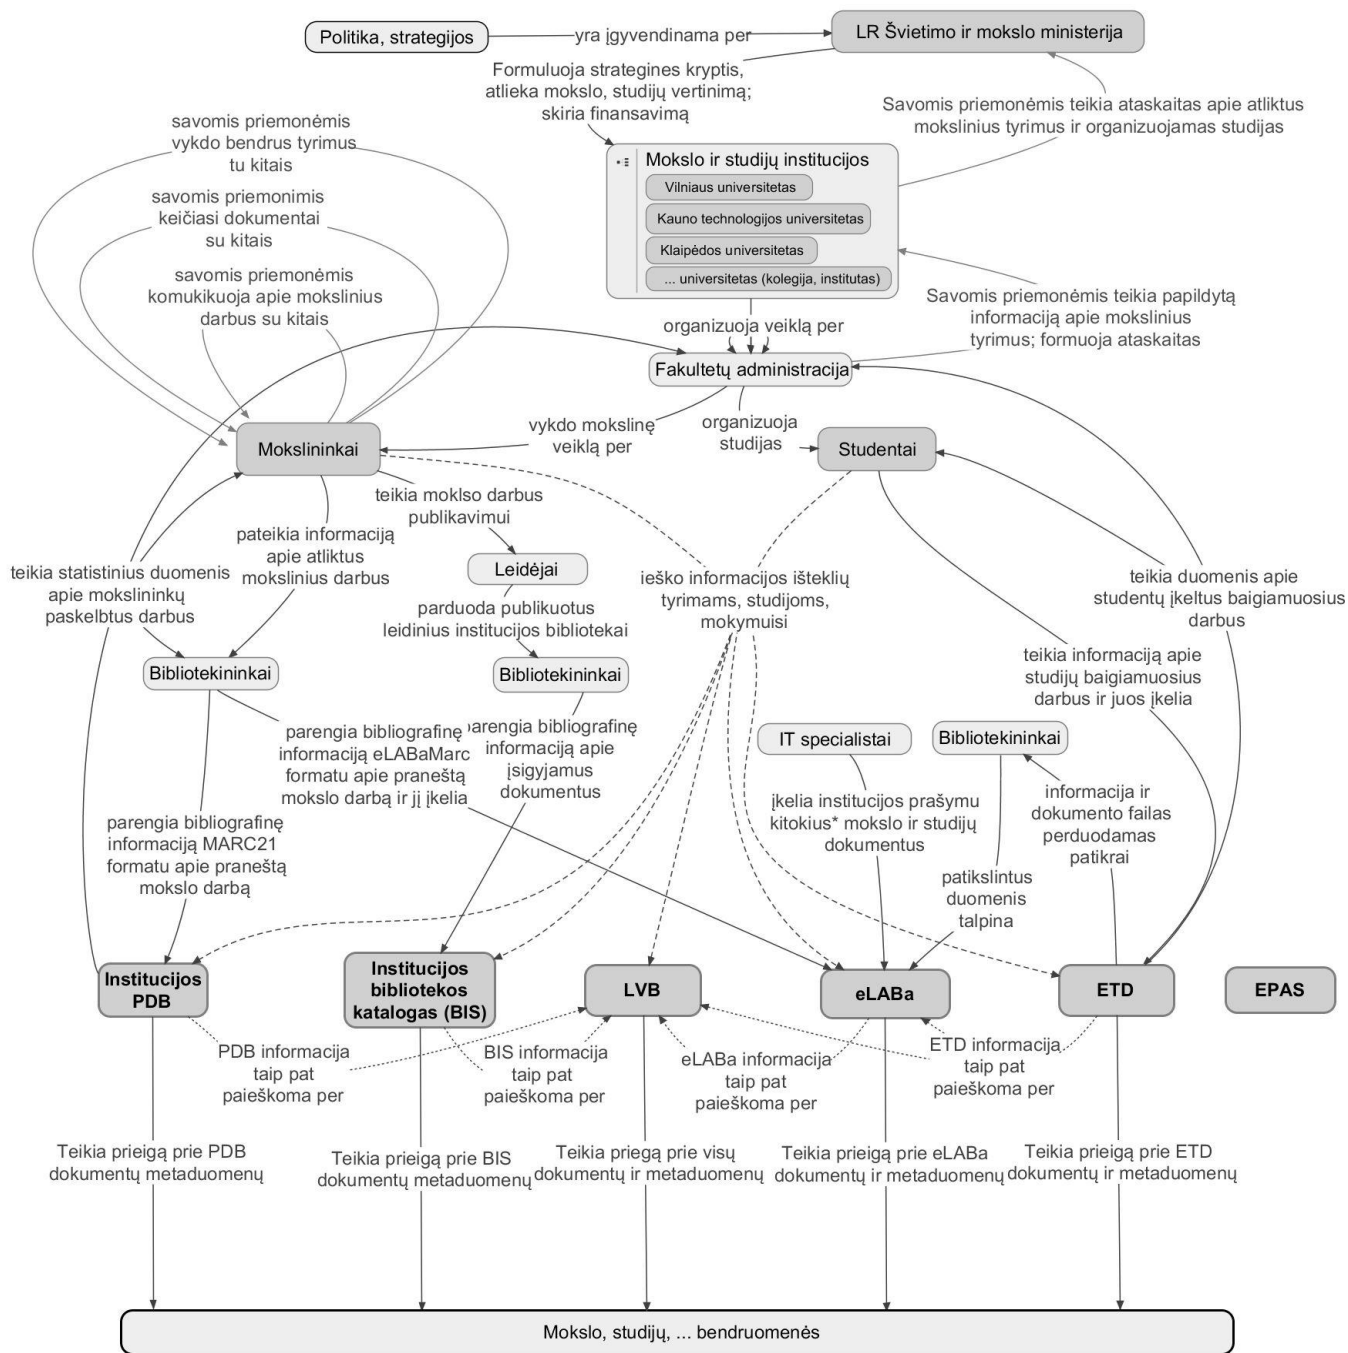 Politika, strategijos
yra įgyvendinama per
LR Švietimo ir mokslo ministerija
Formuluoja strategines kryptis,
atlieka mokslo, studijų vertinimą;
skiria finansavimą
Savomis priemonėmis teikia ataskaitas apie atliktus
mokslinius tyrimus ir organizuojamas studijas
savomis priemonėmis
vykdo bendrus tyrimus
tu kitais
Mokslo ir studijų institucijos
Vilniaus universitetas
Kauno technologijos universitetas
Klaipėdos universitetas
... universitetas (kolegija, institutas)
savomis priemonimis
keičiasi dokumentai
su kitais
savomis priemonėmis
komukikuoja apie mokslinius
darbus su kitais
Savomis priemonėmis teikia papildytą
informaciją apie mokslinius
tyrimus; formuoja ataskaitas
organizuoja veiklą per
Fakultetų administracija
vykdo mokslinę
veiklą per
organizuoja
studijas
Mokslininkai
Studentai
teikia moklso darbus
publikavimui
pateikia informaciją
apie atliktus
mokslinius darbus
teikia statistinius duomenis
apie mokslininkų
paskelbtus darbus
Leidėjai
parduoda publikuotus
leidinius institucijos bibliotekai
ieško informacijos išteklių
tyrimams, studijoms,
mokymuisi
teikia duomenis apie
studentų įkeltus baigiamuosius
darbus
teikia informaciją apie
studijų baigiamuosius
darbus ir juos įkelia
Bibliotekininkai
Bibliotekininkai
parengia bibliografinę
informaciją eLABaMarc
formatu apie praneštą
mokslo darbą ir jį įkelia
parengia bibliografinę
informaciją apie
įsigyjamus
dokumentus
IT specialistai
Bibliotekininkai
įkelia institucijos prašymu
kitokius* mokslo ir studijų
dokumentus
informacija ir
dokumento failas
perduodamas
patikrai
parengia bibliografinę
informaciją MARC21
formatu apie praneštą
mokslo darbą
patikslintus
duomenis
talpina
Institucijos
PDB
Institucijos
bibliotekos
katalogas (BIS)
LVB
eLABa
ETD
EPAS
PDB informacija
taip pat
paieškoma per
BIS informacija
taip pat
paieškoma per
eLABa informacija
taip pat
paieškoma per
ETD informacija
taip pat
paieškoma per
Teikia prieigą prie PDB
dokumentų metaduomenų
Teikia prieigą prie BIS
dokumentų metaduomenų
Teikia priegą prie visų
dokumentų ir metaduomenų
Teikia prieigą prie eLABa
dokumentų ir metaduomenų
Teikia prieigą prie ETD
dokumentų ir metaduomenų
Mokslo, studijų, ... bendruomenės